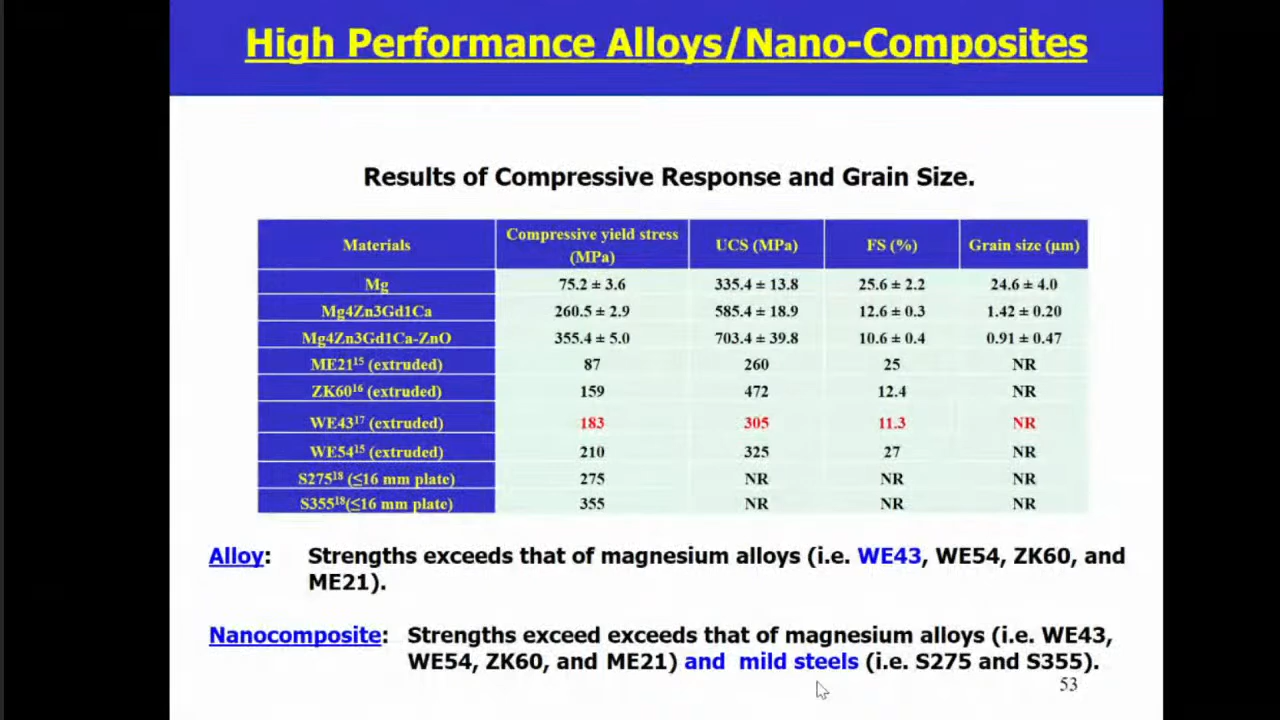 High Performance Alloys/Nano-Composites
Results of Compressive Response and Grain Size.
Materials Compressive yield stress (MPa) UCS (MPa) FS (%) Grain size (μm)
Mg 75.2 ± 3.6 335.4 ± 13.8 25.6 ± 2.2 24.6 ± 4.0
Mg4Zn3Gd1Ca 260.5 ± 2.9 585.4 ± 18.9 12.6 ± 0.3 1.42 ± 0.20
Mg4Zn3Gd1Ca-ZnO 355.4 ± 5.0 703.4 ± 39.8 10.6 ± 0.4 0.91 ± 0.47
ME21¹⁵ (extruded) 87 260 25 NR
ZK60¹⁶ (extruded) 159 472 12.4 NR
WE43¹⁷ (extruded) 183 305 11.3 NR
WE54¹⁵ (extruded) 210 325 27 NR
S275¹⁸ (≤16 mm plate) 275 NR NR NR
S355¹⁸(≤16 mm plate) 355 NR NR NR
Alloy: Strengths exceeds that of magnesium alloys (i.e. WE43, WE54, ZK60, and
ME21).
Nanocomposite: Strengths exceed exceeds that of magnesium alloys (i.e. WE43,
WE54, ZK60, and ME21) and mild steels (i.e. S275 and S355).
53